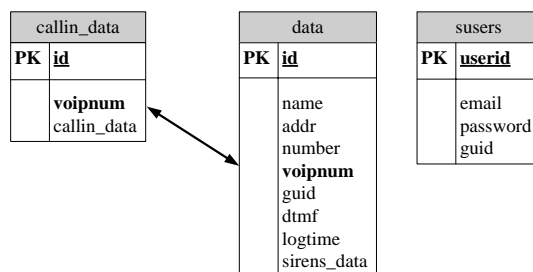 callin_data
PK id
voipnum
callin_data
data
PK id
name
addr
number
voipnum
guid
dtmf
logtime
sirens_data
susers
PK userid
email
password
guid